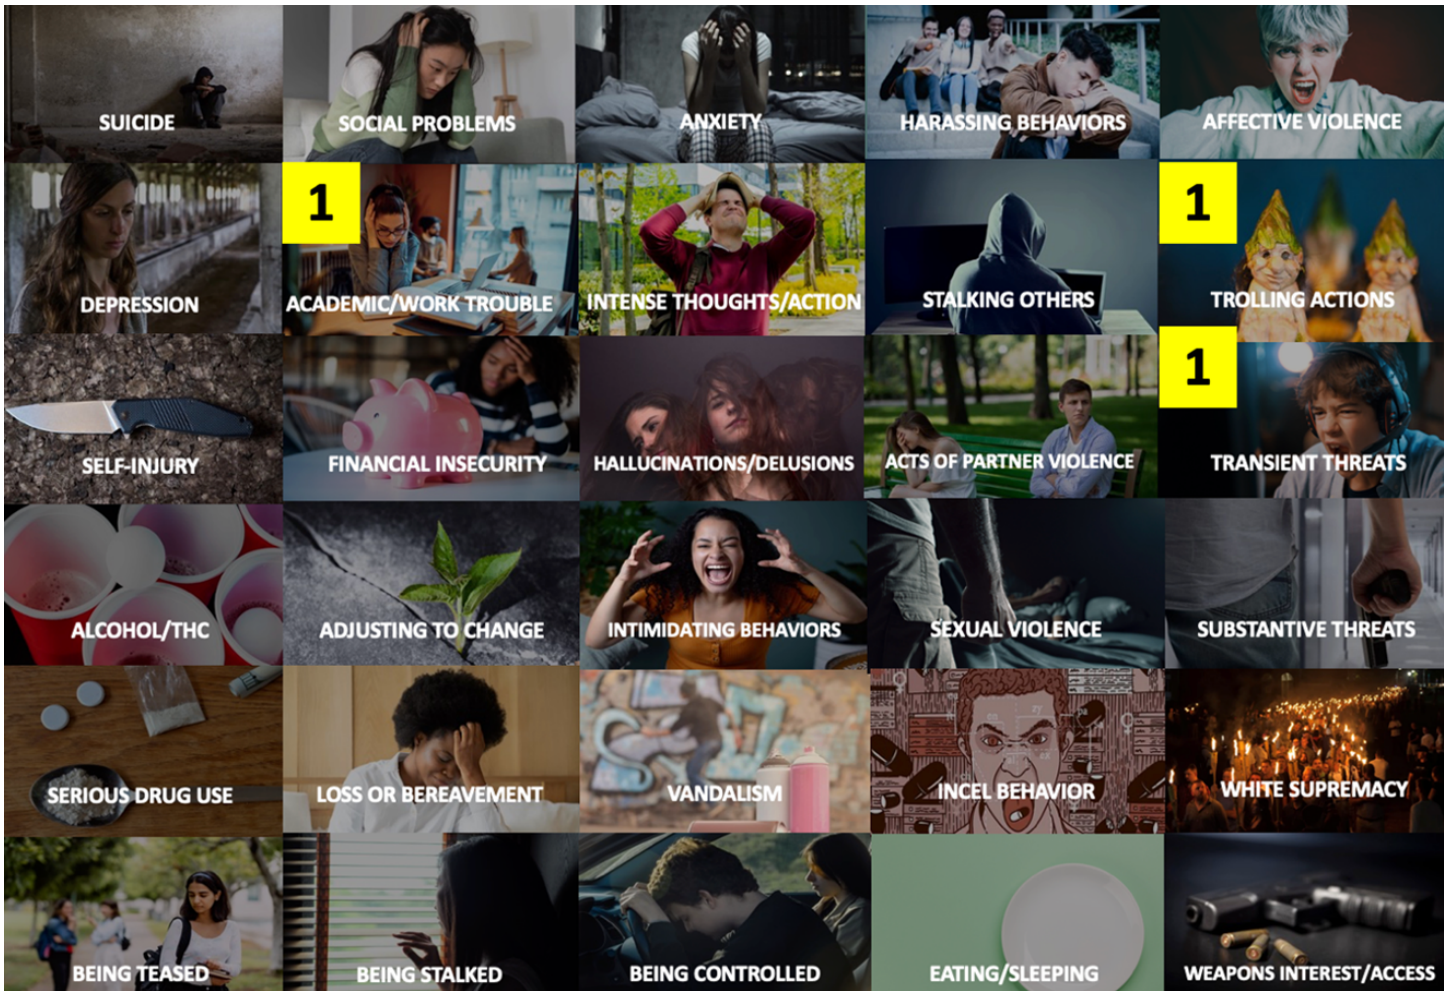 SUICIDE
SOCIAL PROBLEMS
ANXIETY
HARASSING BEHAVIORS
AFFECTIVE VIOLENCE
DEPRESSION
1
ACADEMIC/WORK TROUBLE
INTENSE THOUGHTS/ACTION
STALKING OTHERS
1
TROLLING ACTIONS
SELF-INJURY
FINANCIAL INSECURITY
HALLUCINATIONS/DELUSIONS
ACTS OF PARTNER VIOLENCE
1
TRANSIENT THREATS
ALCOHOL/THC
ADJUSTING TO CHANGE
INTIMIDATING BEHAVIORS
SEXUAL VIOLENCE
SUBSTANTIVE THREATS
SERIOUS DRUG USE
LOSS OR BEREAVEMENT
VANDALISM
INCEL BEHAVIOR
WHITE SUPREMACY
BEING TEASED
BEING STALKED
BEING CONTROLLED
EATING/SLEEPING
WEAPONS INTEREST/ACCESS